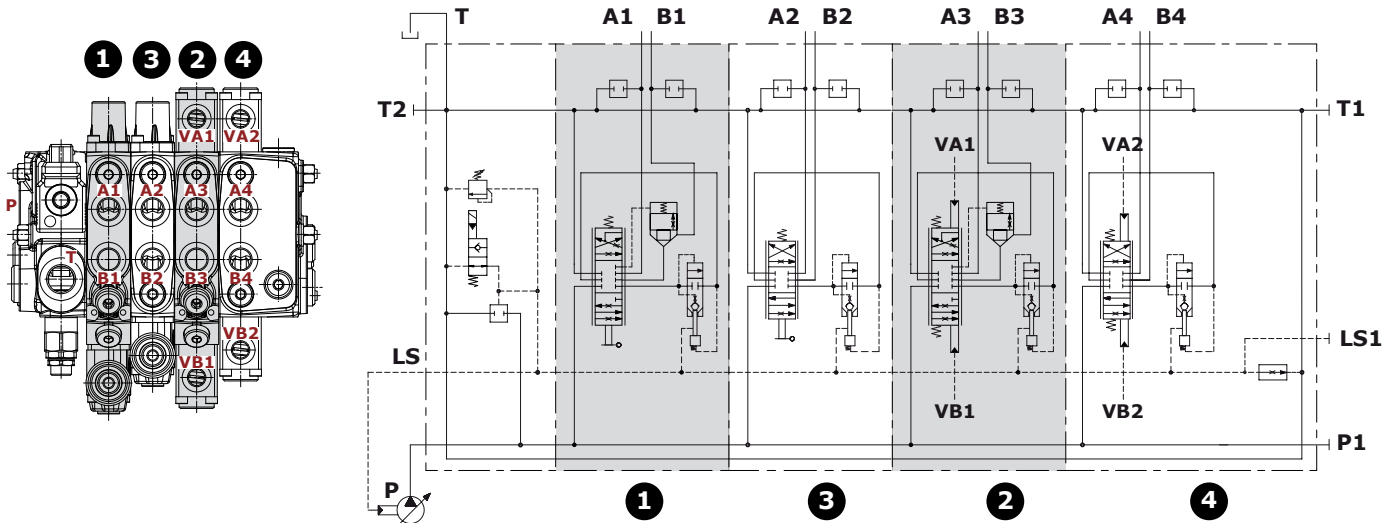 T A1 B1 A2 B2 A3 B3 A4 B4
1 3 2 4
T2 T1
VA1 VA2
VA1 VA2
A1 A2 A3 A4
P
T
B1 B2 B3 B4
VB2
VB1
LS LS1
VB1 VB2
P1
P
1 3 2 4